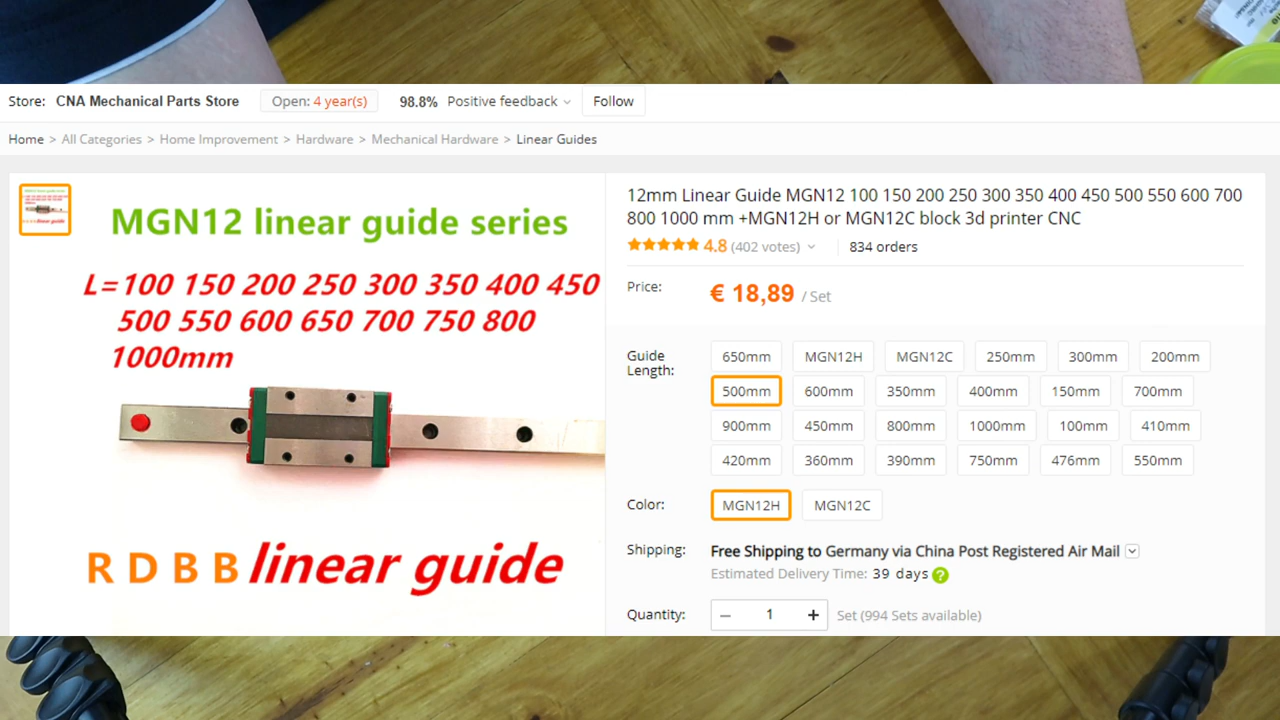 Store: CNA Mechanical Parts Store Open: 4 year(s) 98.8% Positive feedback Follow
Home > All Categories > Home Improvement > Hardware > Mechanical Hardware > Linear Guides
MGN12 linear guide series
L=100 150 200 250 300 350 400 450
500 550 600 650 700 750 800
1000mm
R D B B linear guide
12mm Linear Guide MGN12 100 150 200 250 300 350 400 450 500 550 600 700
800 1000 mm +MGN12H or MGN12C block 3d printer CNC
4.8 (402 votes) 834 orders
Price: € 18,89 / Set
Guide
Length:
650mm MGN12H MGN12C 250mm 300mm 200mm
500mm 600mm 350mm 400mm 150mm 700mm
900mm 450mm 800mm 1000mm 100mm 410mm
420mm 360mm 390mm 750mm 476mm 550mm
Color: MGN12H MGN12C
Shipping: Free Shipping to Germany via China Post Registered Air Mail
Estimated Delivery Time: 39 days ?
Quantity: − 1 + Set (994 Sets available)